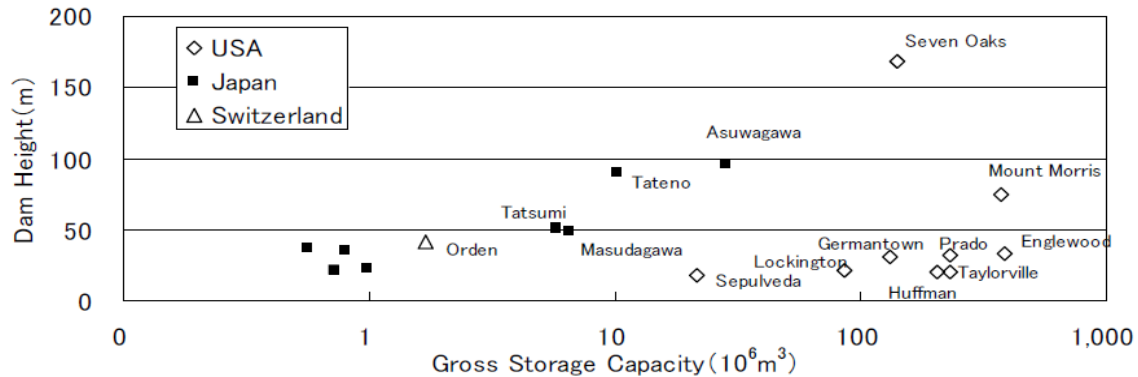 200
150
100
50
0
Dam Height(m)
USA
Japan
Switzerland
Seven Oaks
Asuwagawa
Mount Morris
Tateno
Tatsumi
Orden
Masudagawa
Germantown
Prado
Englewood
Lockington
Sepulveda
Taylorville
Huffman
0 1 10 100 1,000
Gross Storage Capacity(10⁶m³)